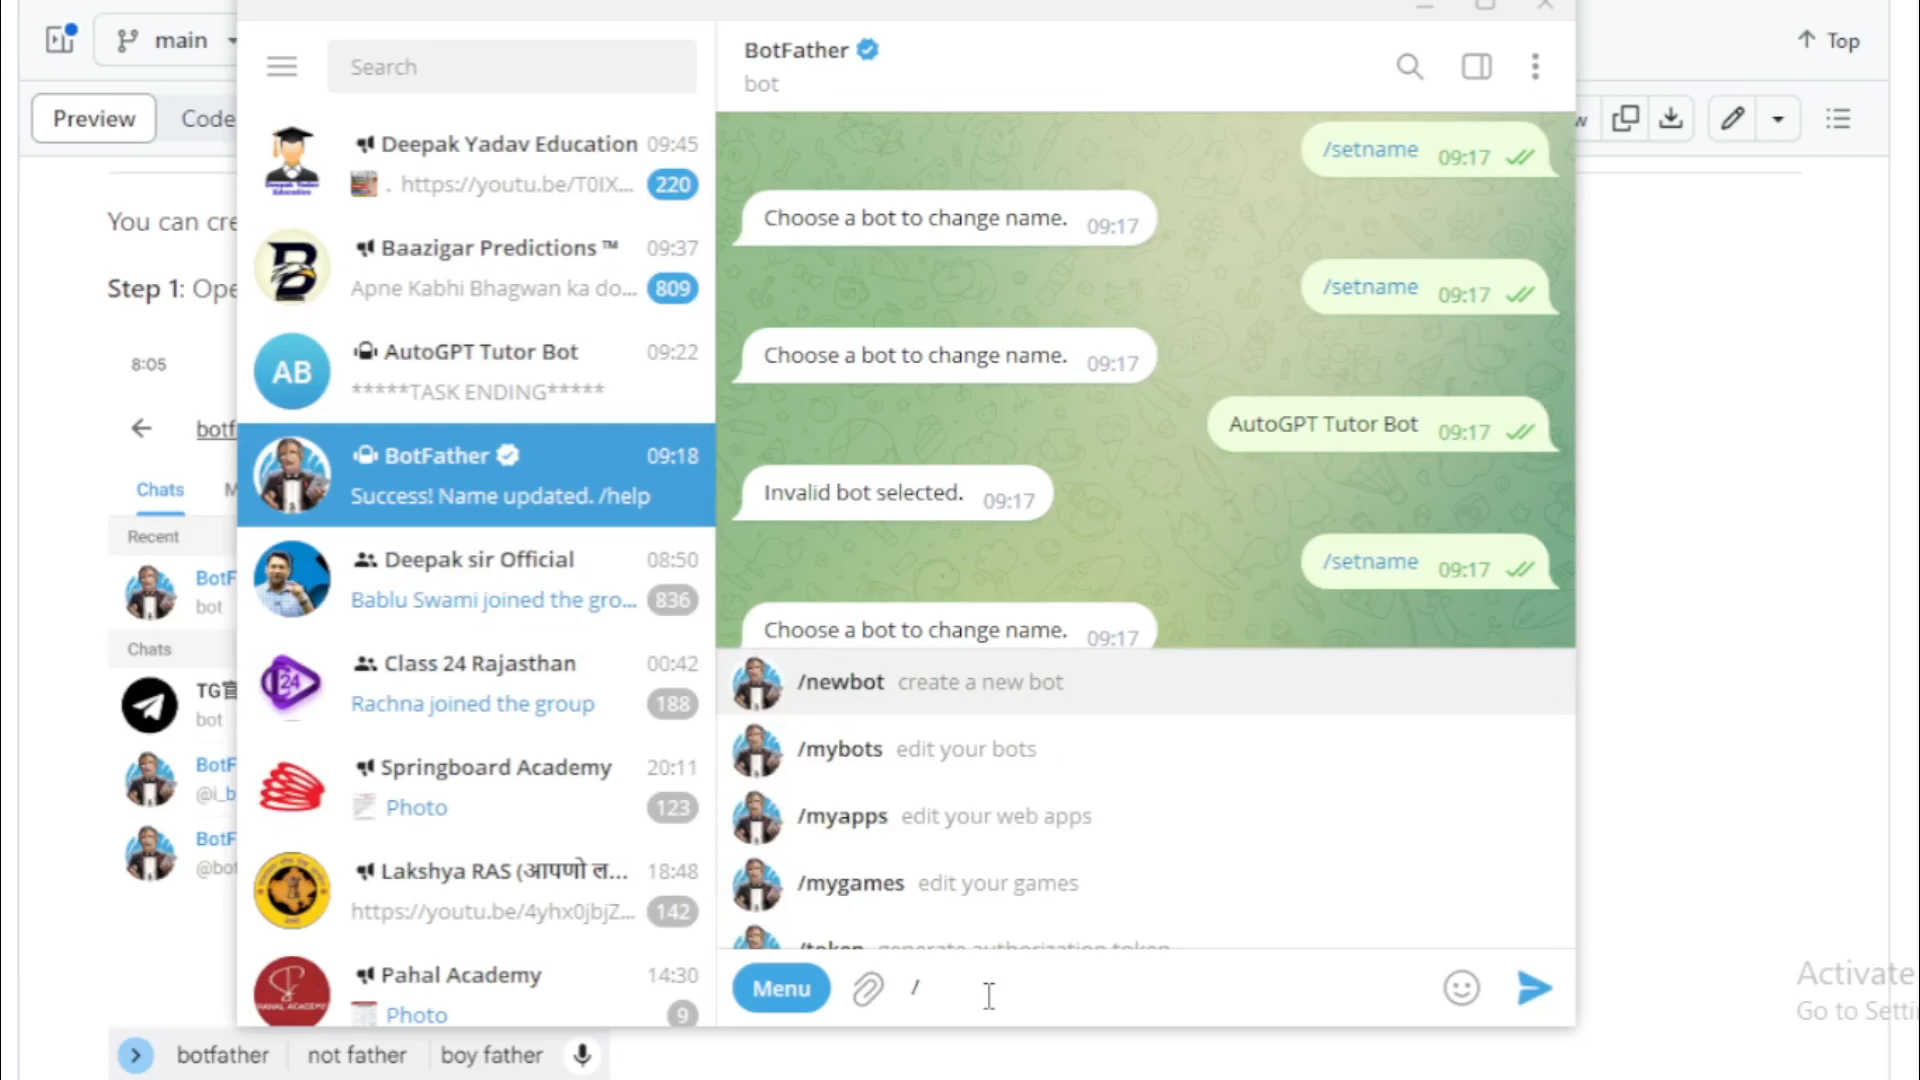 main
Top
Preview
Code
You can cre
Step 1: Ope
8:05
botf
Chats
M
Recent
BotF
bot
Chats
TG官
bot
BotF
@i_b
BotF
@bot
botfather
not father
boy father
Search
Deepak Yadav Education 09:45
. https://youtu.be/T0IX... 220
Baazigar Predictions ™ 09:37
Apne Kabhi Bhagwan ka do... 809
AB
AutoGPT Tutor Bot 09:22
*****TASK ENDING*****
BotFather 09:18
Success! Name updated. /help
Deepak sir Official 08:50
Bablu Swami joined the gro... 836
24
Class 24 Rajasthan 00:42
Rachna joined the group 188
Springboard Academy 20:11
Photo 123
Lakshya RAS (आपणो ल... 18:48
https://youtu.be/4yhx0jbjZ... 142
Pahal Academy 14:30
Photo 9
BotFather
bot
/setname 09:17
Choose a bot to change name. 09:17
/setname 09:17
Choose a bot to change name. 09:17
AutoGPT Tutor Bot 09:17
Invalid bot selected. 09:17
/setname 09:17
Choose a bot to change name. 09:17
/newbot create a new bot
/mybots edit your bots
/myapps edit your web apps
/mygames edit your games
/token generate authorization token
Menu
/
w
Activate
Go to Setti